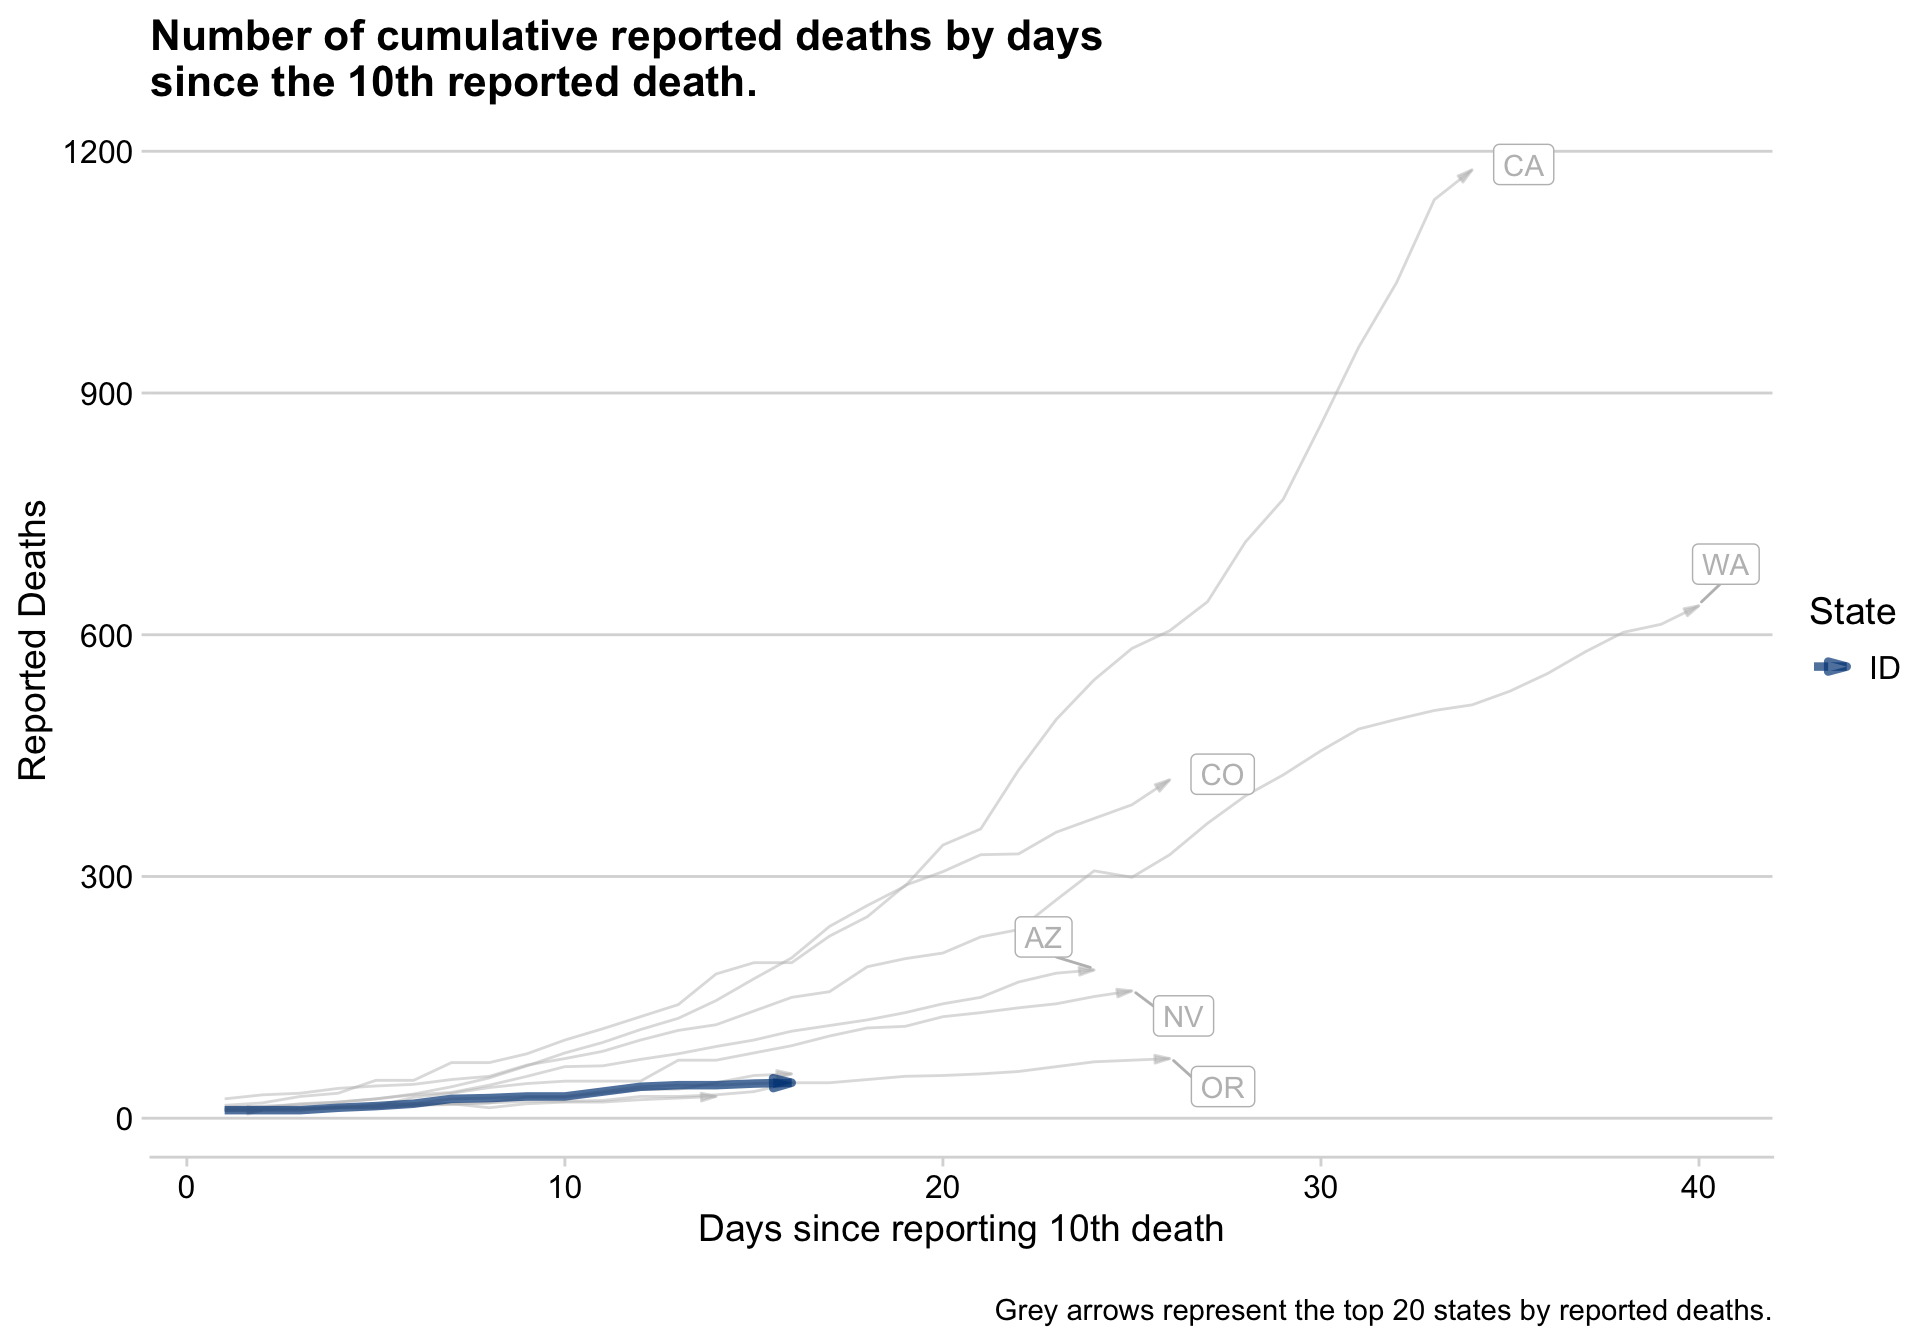 Number of cumulative reported deaths by days
since the 10th reported death.
1200
900
600
300
0
Reported Deaths
CA
WA
CO
AZ
NV
OR
State
ID
0 10 20 30 40
Days since reporting 10th death
Grey arrows represent the top 20 states by reported deaths.